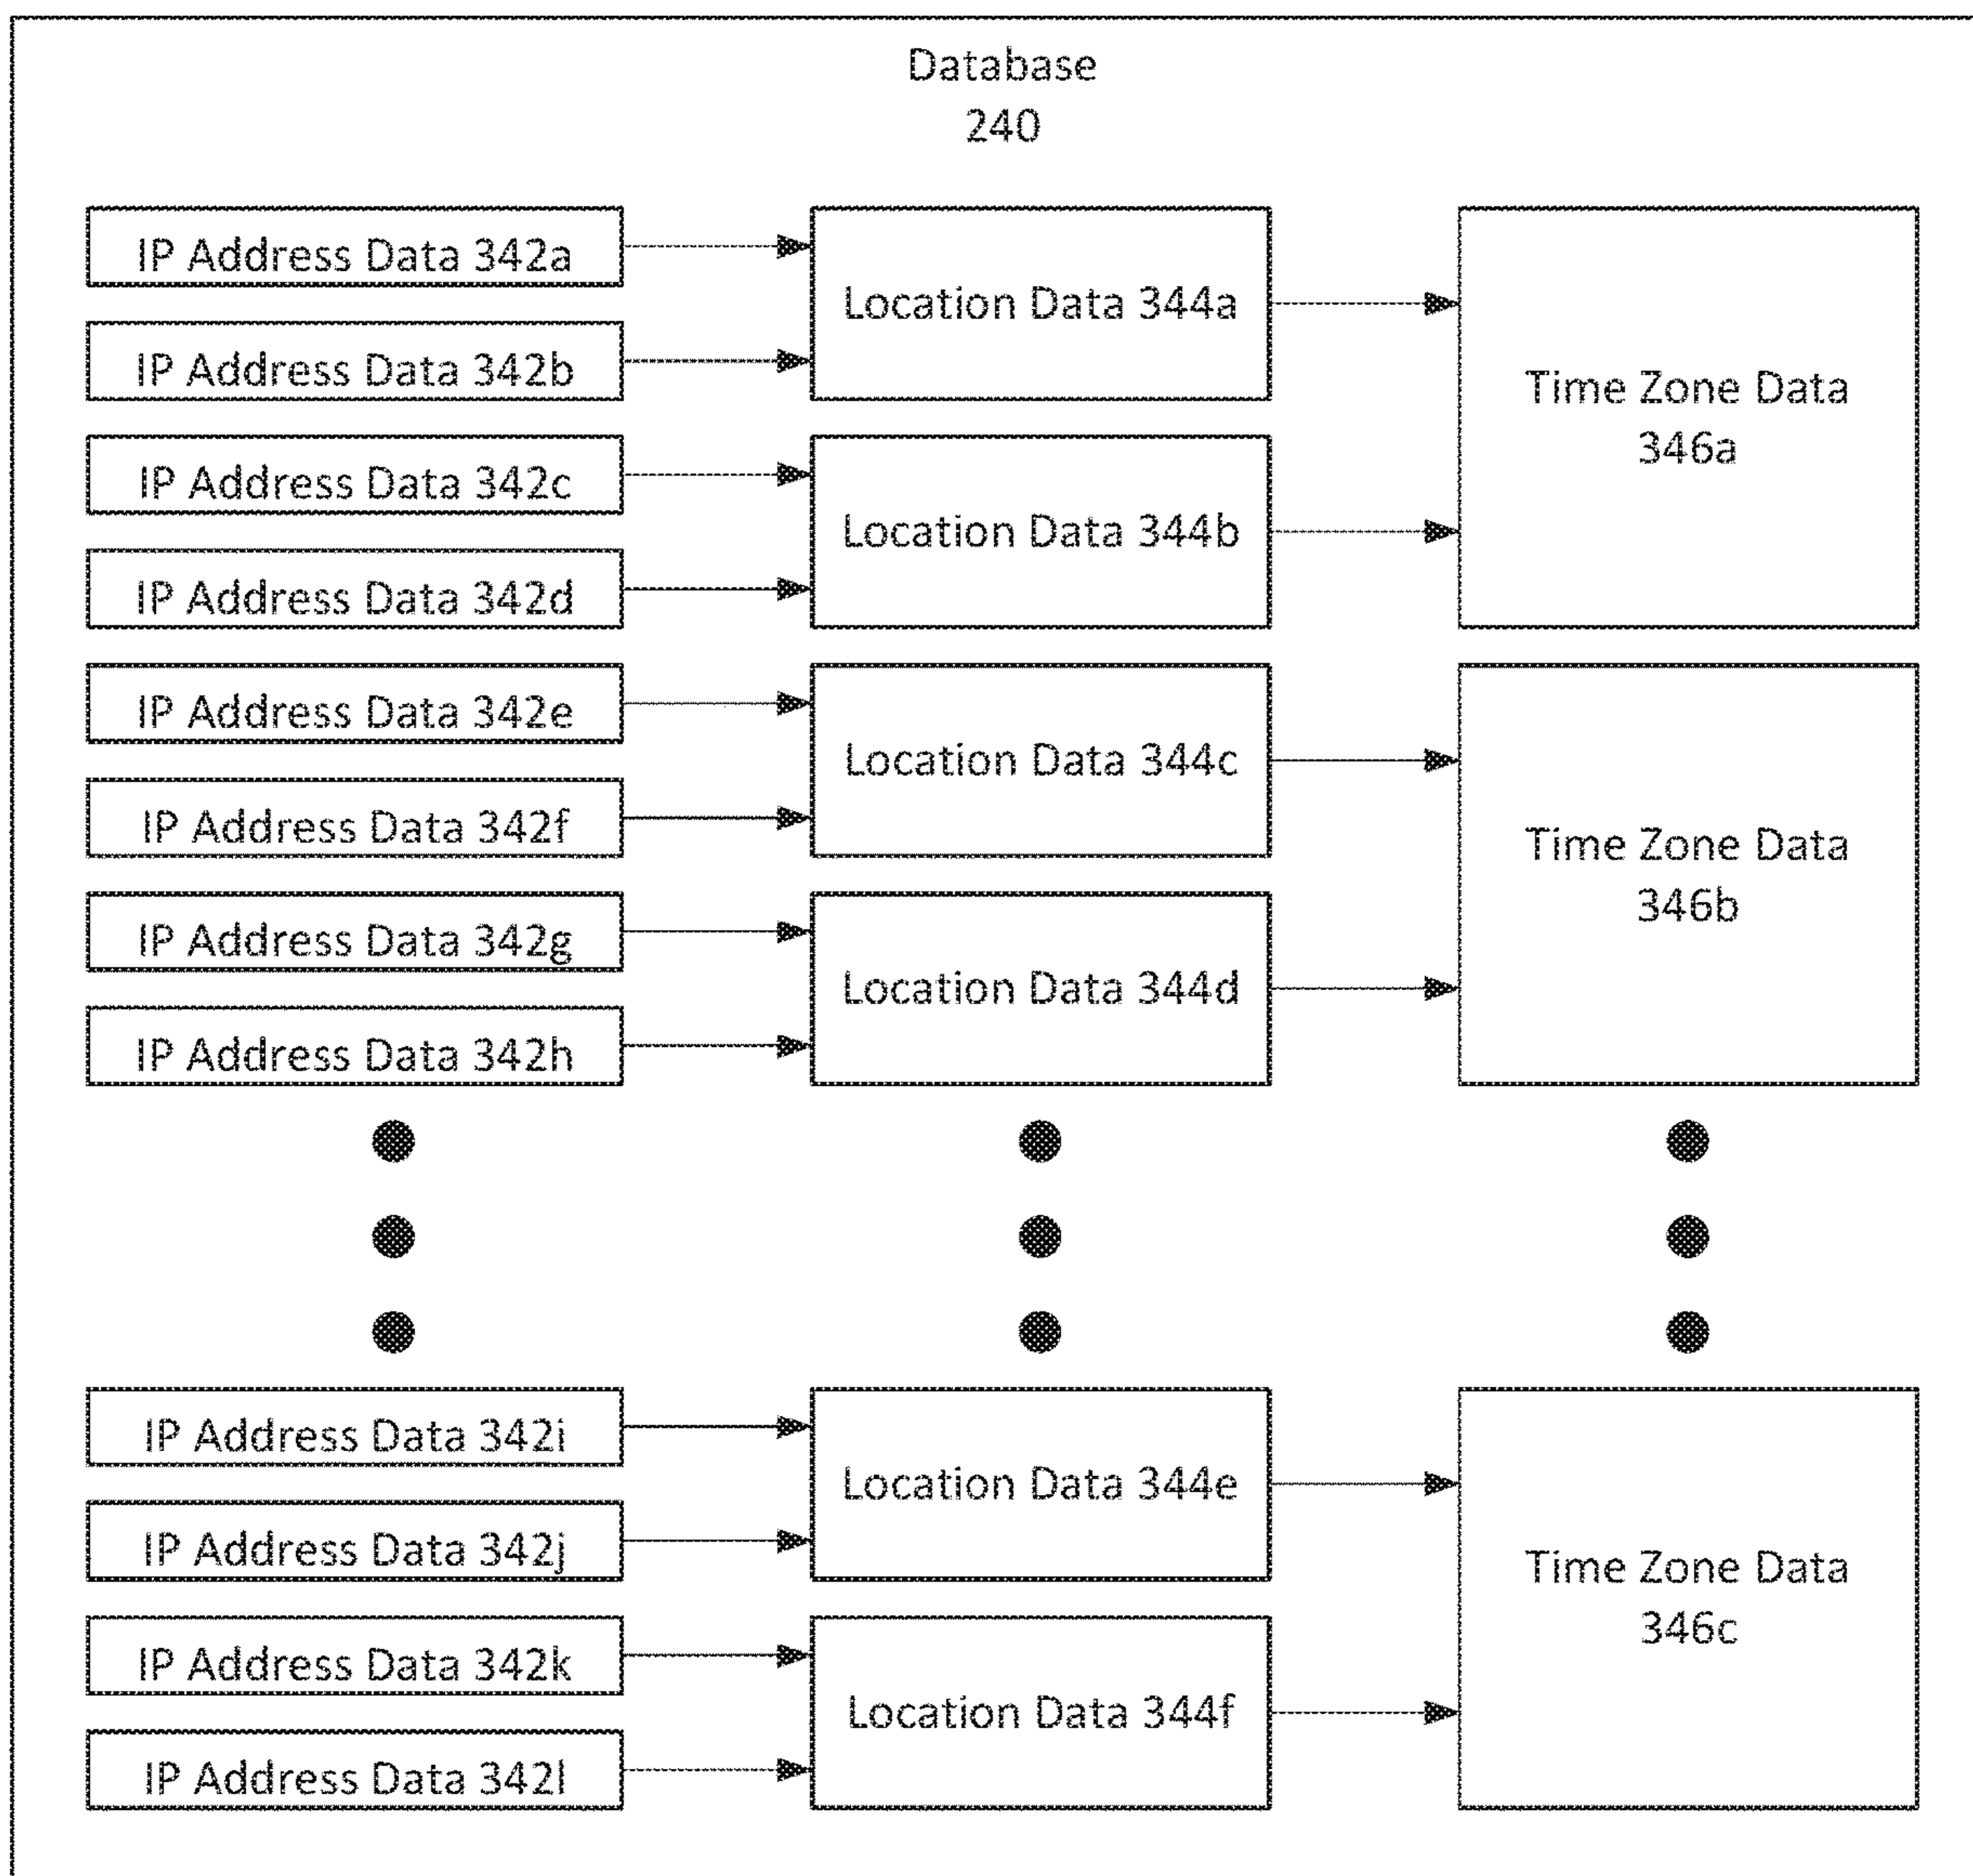 Database
240
IP Address Data 342a
IP Address Data 342b
IP Address Data 342c
IP Address Data 342d
IP Address Data 342e
IP Address Data 342f
IP Address Data 342g
IP Address Data 342h
IP Address Data 342i
IP Address Data 342j
IP Address Data 342k
IP Address Data 342l
Location Data 344a
Location Data 344b
Location Data 344c
Location Data 344d
Location Data 344e
Location Data 344f
Time Zone Data
346a
Time Zone Data
346b
Time Zone Data
346c